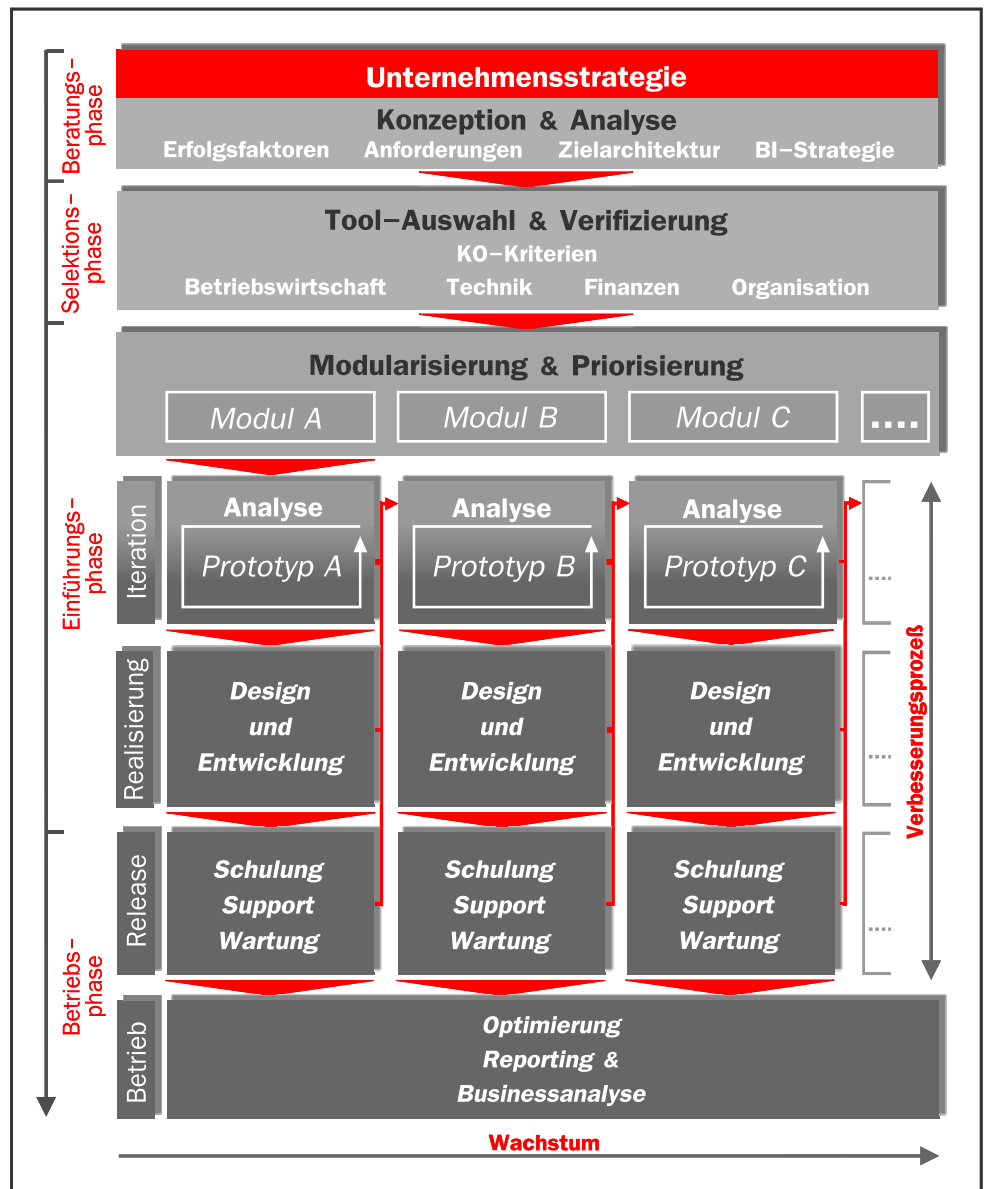 Beratungs–
phase
Unternehmensstrategie
Konzeption & Analyse
Erfolgsfaktoren Anforderungen Zielarchitektur BI–Strategie
Selektions–
phase
Tool–Auswahl & Verifizierung
KO–Kriterien
Betriebswirtschaft Technik Finanzen Organisation
Einführungs–
phase
Modularisierung & Priorisierung
Modul A Modul B Modul C ....
Iteration
Analyse Analyse Analyse
Prototyp A Prototyp B Prototyp C ....
Realisierung
Design Design Design
und und und
Entwicklung Entwicklung Entwicklung ....
Verbesserungsprozeß
Betriebs–
phase
Release
Schulung Schulung Schulung
Support Support Support
Wartung Wartung Wartung ....
Betrieb
Optimierung
Reporting &
Businessanalyse
Wachstum